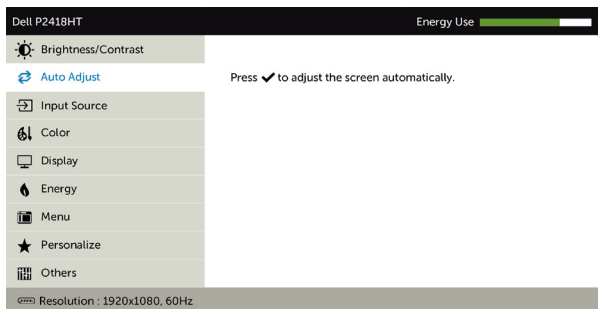 Dell P2418HT Energy Use
Brightness/Contrast
Auto Adjust
Press ✔ to adjust the screen automatically.
Input Source
Color
Display
Energy
Menu
Personalize
Others
Resolution : 1920x1080, 60Hz